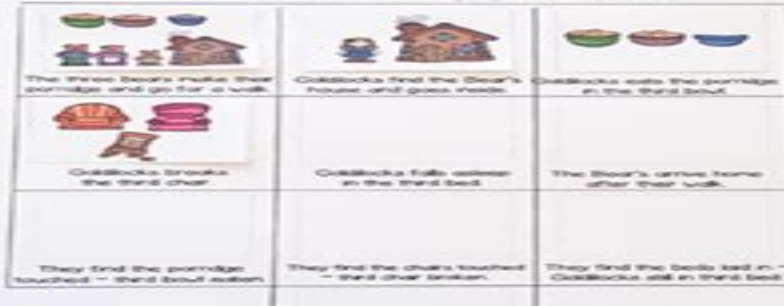 The three Bears make their
porridge and go for a walk.
Goldilocks find the Bear's
house and goes inside.
Goldilocks eats the porridge
in the third bowl.
Goldilocks breaks
the third chair.
Goldilocks falls asleep
in the third bed.
The Bear's arrive home
after their walk.
They find the porridge
touched - third bowl eaten
They find the chairs touched
- third chair broken.
They find the beds laid in -
Goldilocks still in third bed